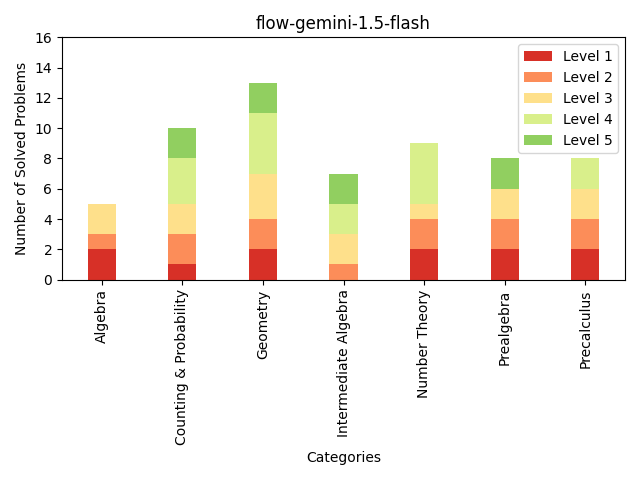 flow-gemini-1.5-flash
Number of Solved Problems
16
14
12
10
8
6
4
2
0
Level 1
Level 2
Level 3
Level 4
Level 5
Algebra
Counting & Probability
Geometry
Intermediate Algebra
Number Theory
Prealgebra
Precalculus
Categories